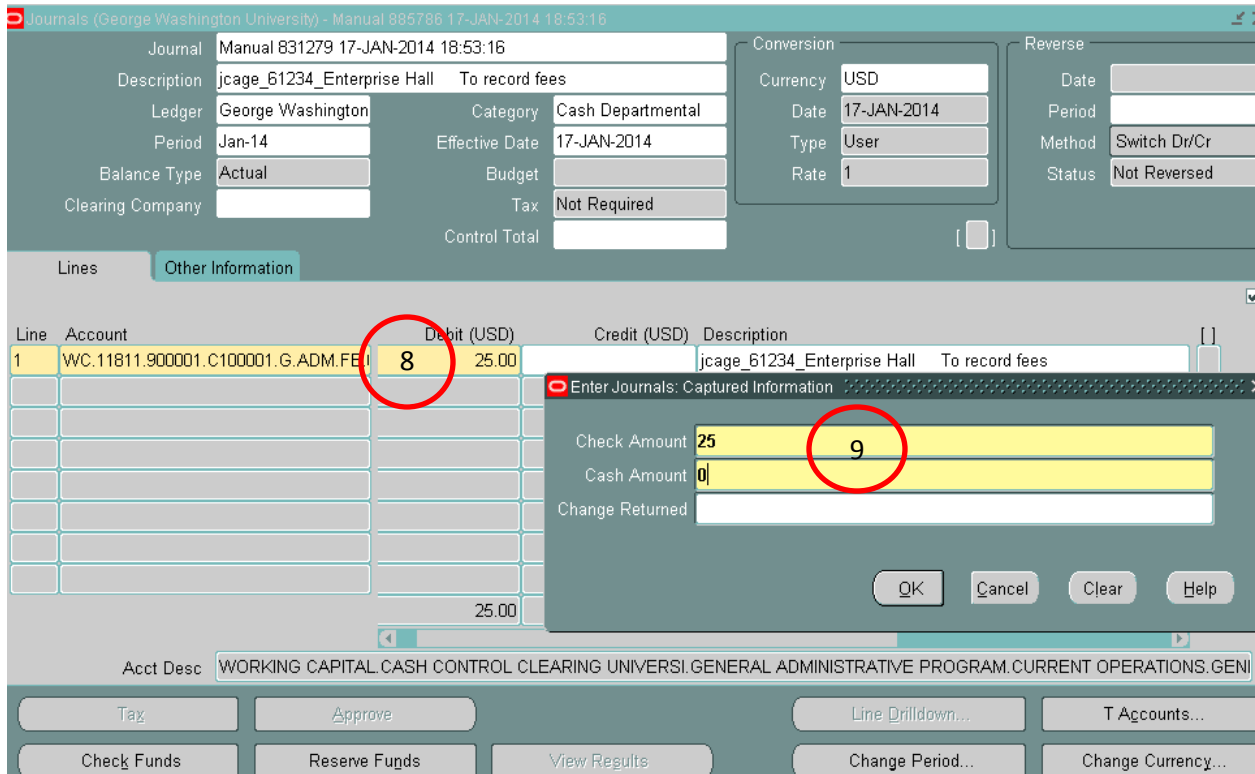 Journals (George Washington University) - Manual 885786 17-JAN-2014 18:53:16
Journal Manual 831279 17-JAN-2014 18:53:16
Description jcage_61234_Enterprise Hall To record fees
Ledger George Washington Category Cash Departmental
Period Jan-14 Effective Date 17-JAN-2014
Balance Type Actual Budget
Clearing Company Tax Not Required
Control Total
Conversion
Currency USD
Date 17-JAN-2014
Type User
Rate 1
[ ]
Reverse
Date
Period
Method Switch Dr/Cr
Status Not Reversed
Lines Other Information
Line Account Debit (USD) Credit (USD) Description [ ]
1 WC.11811.900001.C100001.G.ADM.FE. 8 25.00 jcage_61234_Enterprise Hall To record fees
Enter Journals: Captured Information
Check Amount 25
9
Cash Amount 0
Change Returned
OK Cancel Clear Help
25.00
Acct Desc WORKING CAPITAL.CASH CONTROL CLEARING UNIVERSI.GENERAL ADMINISTRATIVE PROGRAM.CURRENT OPERATIONS.GENI
Tax Approve Line Drilldown... T Accounts...
Check Funds Reserve Funds View Results Change Period... Change Currency...